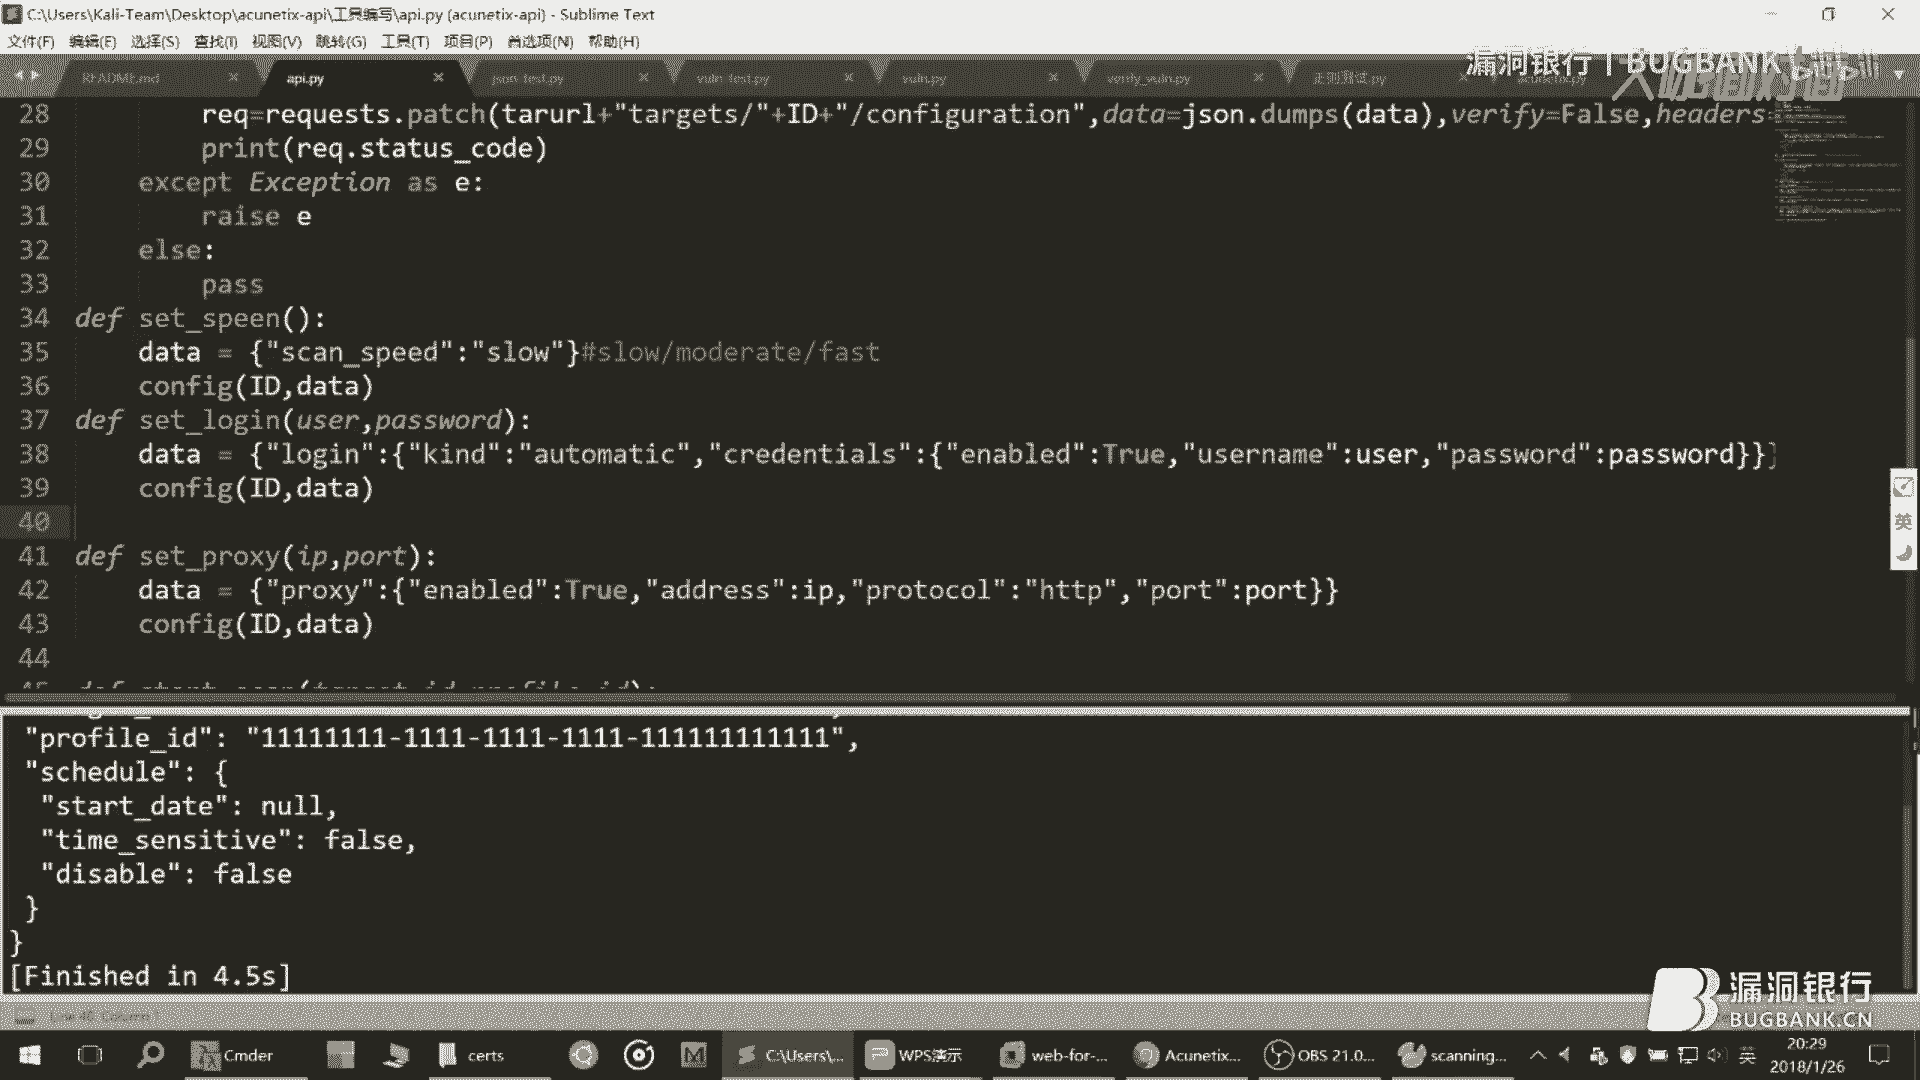 C:\Users\Kali-Team\Desktop\acunetix-api\工具编写\api.py (acunetix-api) - Sublime Text
文件(F) 编辑(E) 选择(S) 查找(I) 视图(V) 跳转(G) 工具(T) 项目(P) 首选项(N) 帮助(H)
漏洞银行 | BUGBANK
README.md api.py json-test.py vuln-test.py vuln.py verify_vuln.py 正则测试.py acunetix.py
28 req=requests.patch(tarurl+"targets/"+ID+"/configuration",data=json.dumps(data),verify=False,headers=
29 print(req.status_code)
30 except Exception as e:
31 raise e
32 else:
33 pass
34 def set_speen():
35 data = {"scan_speed":"slow"}#slow/moderate/fast
36 config(ID,data)
37 def set_login(user,password):
38 data = {"login":{"kind":"automatic","credentials":{"enabled":True,"username":user,"password":password}}}
39 config(ID,data)
40
41 def set_proxy(ip,port):
42 data = {"proxy":{"enabled":True,"address":ip,"protocol":"http","port":port}}
43 config(ID,data)
44
"profile_id": "11111111-1111-1111-1111-111111111111",
"schedule": {
"start_date": null,
"time_sensitive": false,
"disable": false
}
}
[Finished in 4.5s]
英
漏洞银行
BUGBANK.CN
Cmder certs C:\Users\... WPS演示 web-for-... Acunetix... OBS 21.0... scanning... 英 20:29
2018/1/26